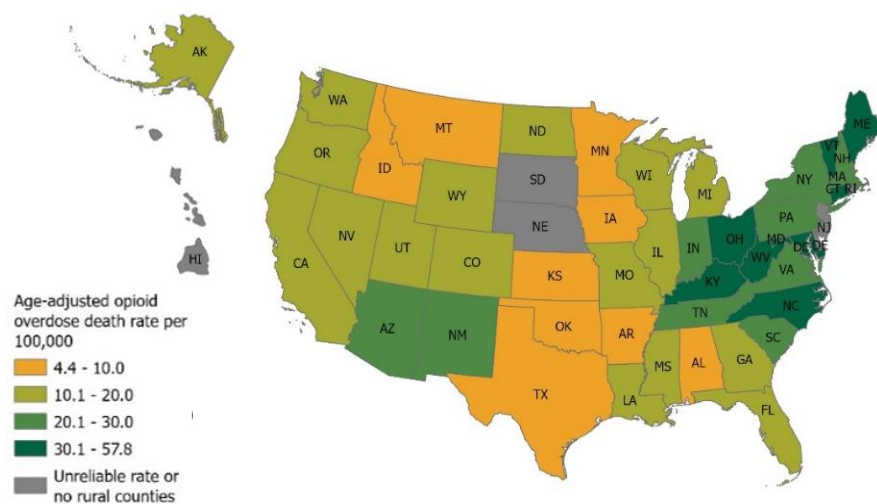 AK
WA
MT
ND
MN
ME
OR
ID
WY
SD
WI
MI
VT
NH
NY
MA
CT RI
NV
UT
CO
NE
IA
IL
IN
OH
PA
NJ
MD
DE
DC
WV
VA
CA
KS
MO
KY
NC
TN
AZ
NM
OK
AR
SC
MS
AL
GA
TX
LA
FL
HI
Age-adjusted opioid
overdose death rate per
100,000
4.4 - 10.0
10.1 - 20.0
20.1 - 30.0
30.1 - 57.8
Unreliable rate or
no rural counties